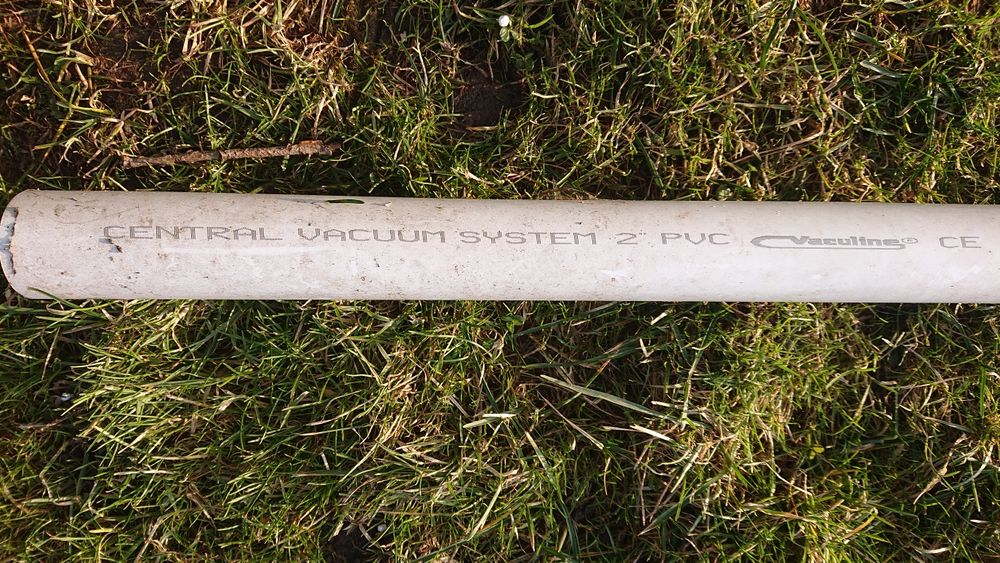 CENTRAL VACUUM SYSTEM 2" PVC Vaculine® CE